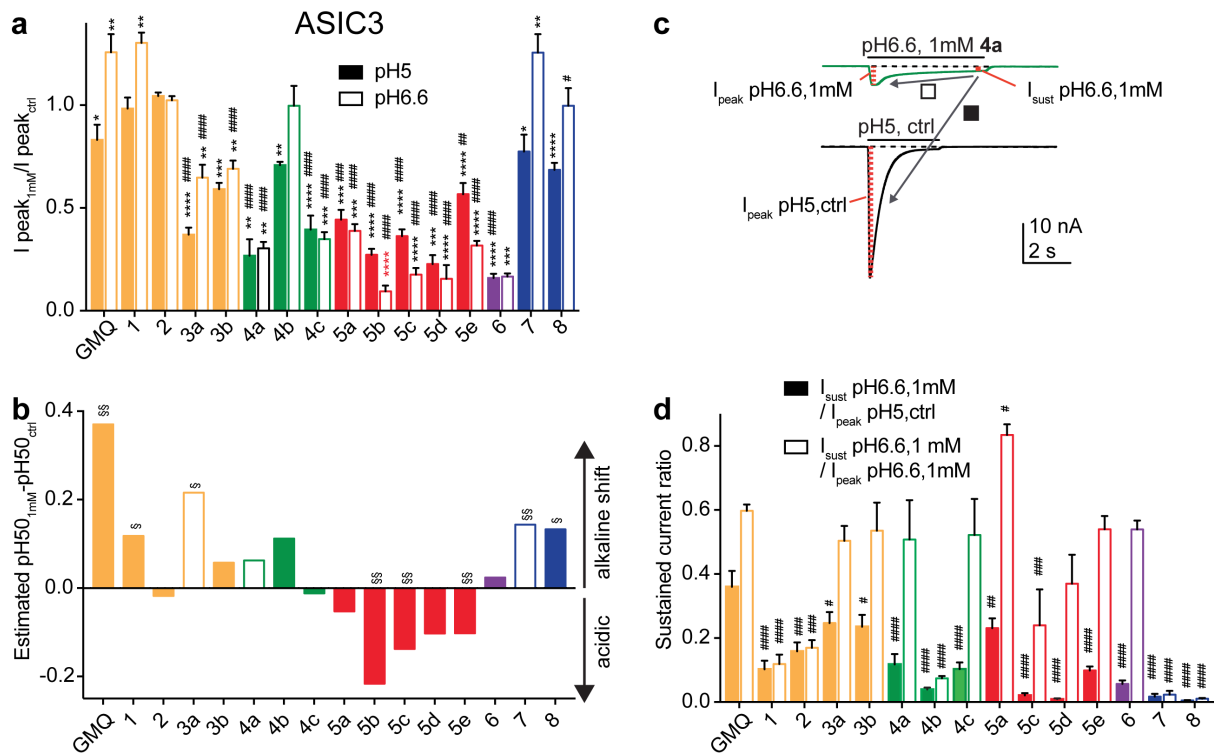 a
ASIC3
pH5
pH6.6
I peak1mM/I peakctrl
1.0
0.5
0.0
* ** ** **** #### ** #### *** ** #### ** #### ** #### ** **** #### *** #### *** ### *** #### **** #### **** #### **** #### **** #### *** #### **** #### **** ## **** #### **** #### *** * ** **** #
GMQ 1 2 3a 3b 4a 4b 4c 5a 5b 5c 5d 5e 6 7 8
b
Estimated pH501mM-pH50ctrl
0.4
0.2
0.0
-0.2
§§ § § §§ §§ §§ §§ §
alkaline shift
acidic
GMQ 1 2 3a 3b 4a 4b 4c 5a 5b 5c 5d 5e 6 7 8
c
pH6.6, 1mM 4a
Ipeak pH6.6,1mM
Isust pH6.6,1mM
pH5, ctrl
Ipeak pH5,ctrl
10 nA
2 s
d
Isust pH6.6,1mM
/ Ipeak pH5,ctrl
Isust pH6.6,1 mM
/ Ipeak pH6.6,1mM
Sustained current ratio
0.8
0.6
0.4
0.2
0.0
#### #### ### ### # # #### #### #### #### ## # #### ### #### #### #### #### #### #### ####
GMQ 1 2 3a 3b 4a 4b 4c 5a 5c 5d 5e 6 7 8